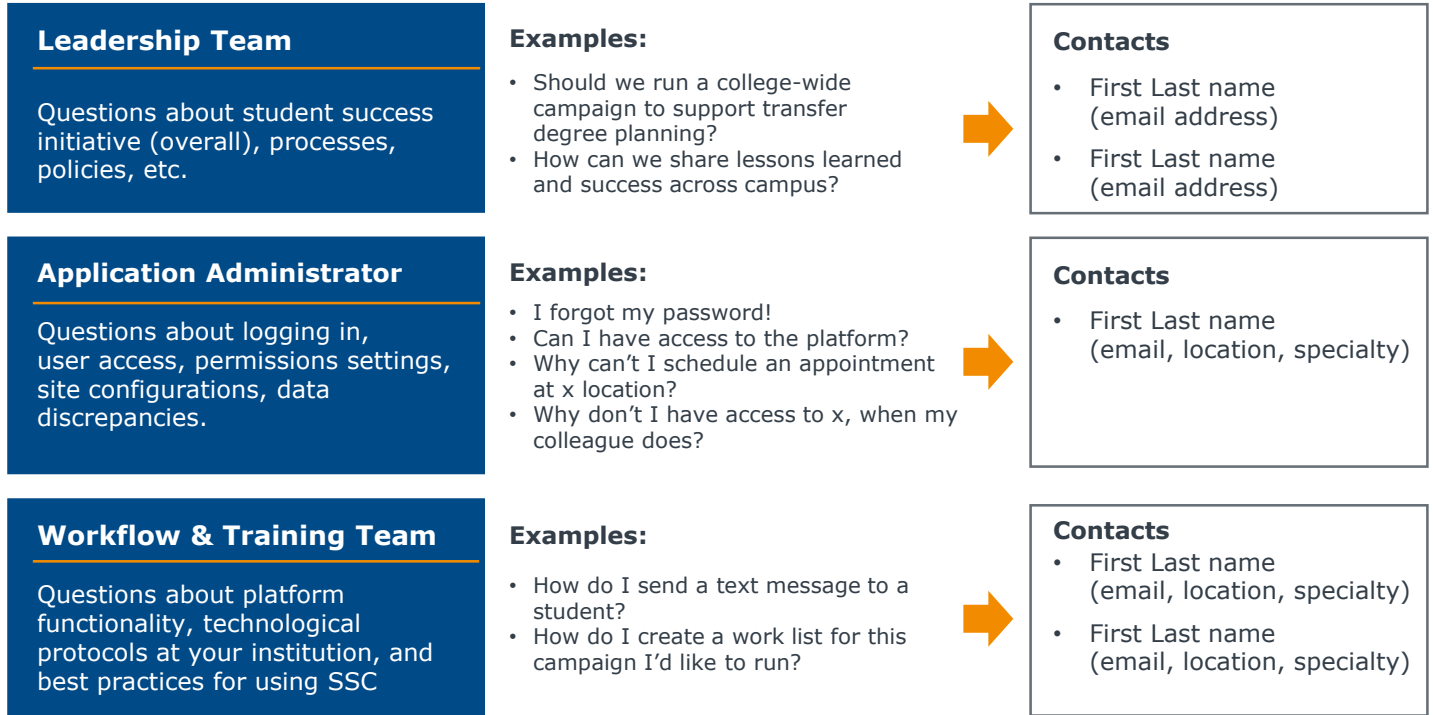 Leadership Team
Questions about student success
initiative (overall), processes,
policies, etc.
Examples:
• Should we run a college-wide
campaign to support transfer
degree planning?
• How can we share lessons learned
and success across campus?
Contacts
• First Last name
(email address)
• First Last name
(email address)
Application Administrator
Questions about logging in,
user access, permissions settings,
site configurations, data
discrepancies.
Examples:
• I forgot my password!
• Can I have access to the platform?
• Why can’t I schedule an appointment
at x location?
• Why don’t I have access to x, when my
colleague does?
Contacts
• First Last name
(email, location, specialty)
Workflow & Training Team
Questions about platform
functionality, technological
protocols at your institution, and
best practices for using SSC
Examples:
• How do I send a text message to a
student?
• How do I create a work list for this
campaign I’d like to run?
Contacts
• First Last name
(email, location, specialty)
• First Last name
(email, location, specialty)